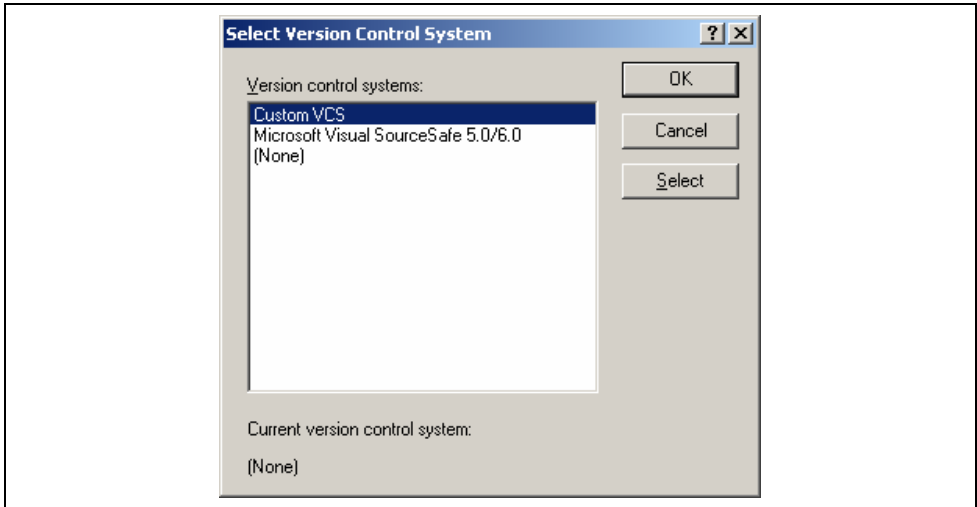 Select Version Control System
Version control systems:
Custom VCS
Microsoft Visual SourceSafe 5.0/6.0
(None)
OK
Cancel
Select
Current version control system:
(None)